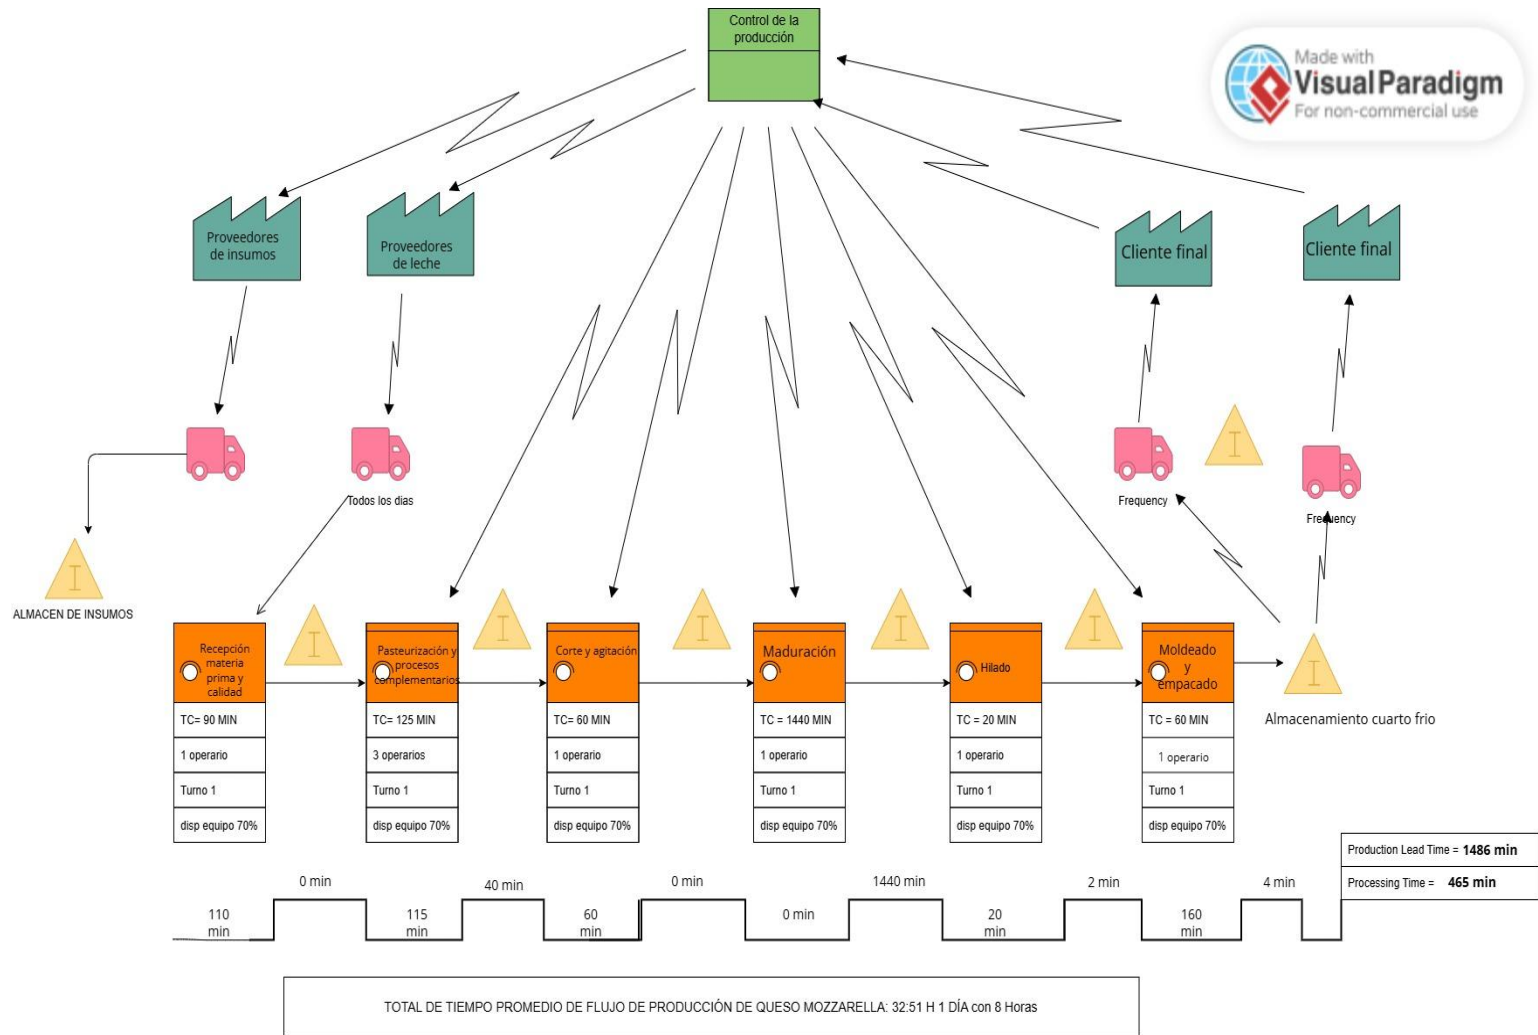 Control de la
producción
Made with
Visual Paradigm
For non-commercial use
Proveedores
de insumos
Proveedores
de leche
Cliente final
Cliente final
Todos los dias
Frequency
Frequency
ALMACEN DE INSUMOS
Recepción
materia
prima y
calidad
TC= 90 MIN
1 operario
Turno 1
disp equipo 70%
Pasteurización y
procesos
complementarios
TC= 125 MIN
3 operarios
Turno 1
disp equipo 70%
Corte y agitación
TC= 60 MIN
1 operario
Turno 1
disp equipo 70%
Maduración
TC = 1440 MIN
1 operario
Turno 1
disp equipo 70%
Hilado
TC = 20 MIN
1 operario
Turno 1
disp equipo 70%
Moldeado
y
empacado
TC = 60 MIN
1 operario
Turno 1
disp equipo 70%
I
I
I
I
I
I
I
I
Almacenamiento cuarto frio
Production Lead Time = 1486 min
Processing Time = 465 min
0 min
40 min
0 min
1440 min
2 min
4 min
110
min
115
min
60
min
0 min
20
min
160
min
TOTAL DE TIEMPO PROMEDIO DE FLUJO DE PRODUCCIÓN DE QUESO MOZZARELLA: 32:51 H 1 DÍA con 8 Horas